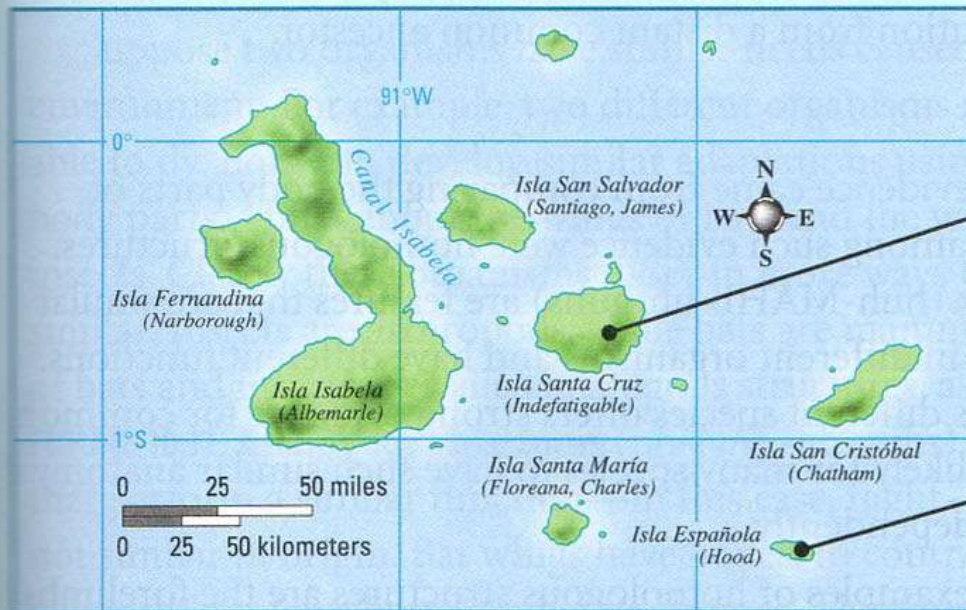 91°W
0°
Canal Isabela
Isla San Salvador
(Santiago, James)
N
W E
S
Isla Fernandina
(Narborough)
Isla Isabela
(Albemarle)
Isla Santa Cruz
(Indefatigable)
1°S
Isla San Cristóbal
(Chatham)
Isla Santa María
(Floreana, Charles)
Isla Española
(Hood)
0 25 50 miles
0 25 50 kilometers